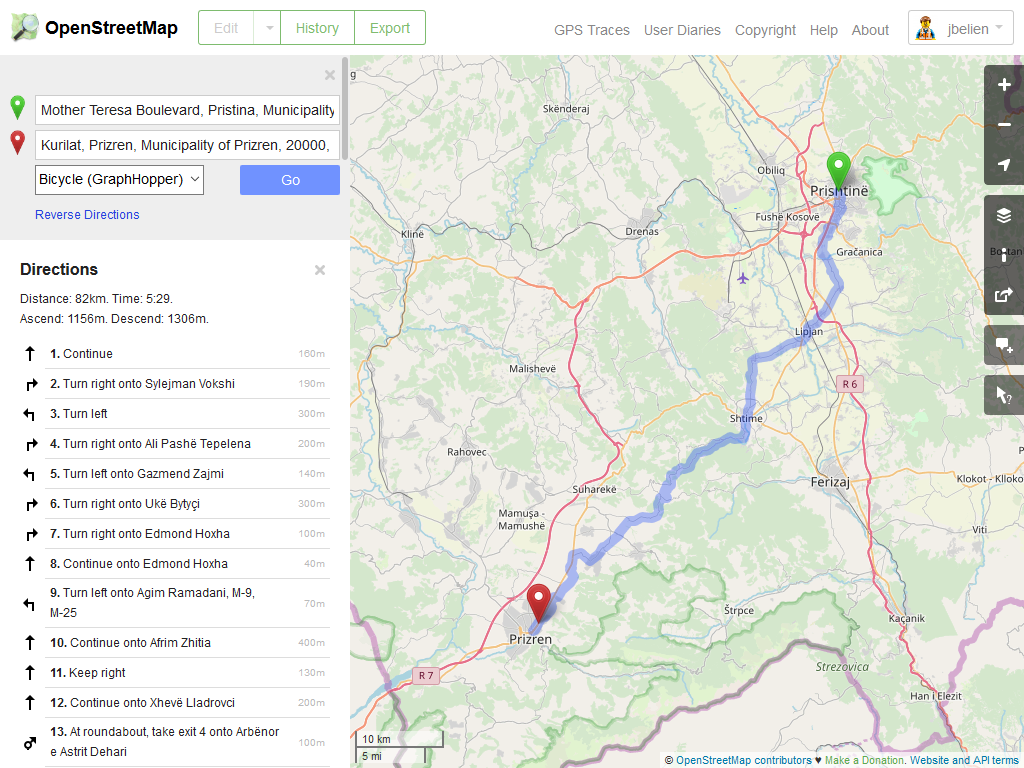 OpenStreetMap
Edit
History
Export
GPS Traces
User Diaries
Copyright
Help
About
jbelien
Mother Teresa Boulevard, Pristina, Municipality
Kurilat, Prizren, Municipality of Prizren, 20000,
Bicycle (GraphHopper)
Go
Reverse Directions
Directions
Distance: 82km. Time: 5:29.
Ascend: 1156m. Descend: 1306m.
1. Continue 160m
2. Turn right onto Sylejman Vokshi 190m
3. Turn left 300m
4. Turn right onto Ali Pashë Tepelena 200m
5. Turn left onto Gazmend Zajmi 140m
6. Turn right onto Ukë Bytyçi 300m
7. Turn right onto Edmond Hoxha 100m
8. Continue onto Edmond Hoxha 40m
9. Turn left onto Agim Ramadani, M-9,
M-25 70m
10. Continue onto Afrim Zhitia 400m
11. Keep right 130m
12. Continue onto Xhevë Lladrovci 200m
13. At roundabout, take exit 4 onto Arbënor
e Astrit Dehari 100m
g
Skënderaj
Obiliq
Prishtinë
Fushë Kosovë
Klinë
Drenas
Graçanica
Lipjan
Malishevë
R 6
Shtime
Rahovec
Suharekë
Ferizaj
Klokot - Klloko
Mamuşa -
Mamushë
Viti
Prizren
Štrpce
Kaçanik
Strezovica
R 7
Han i Elezit
10 km
5 mi
© OpenStreetMap contributors ♥ Make a Donation. Website and API terms